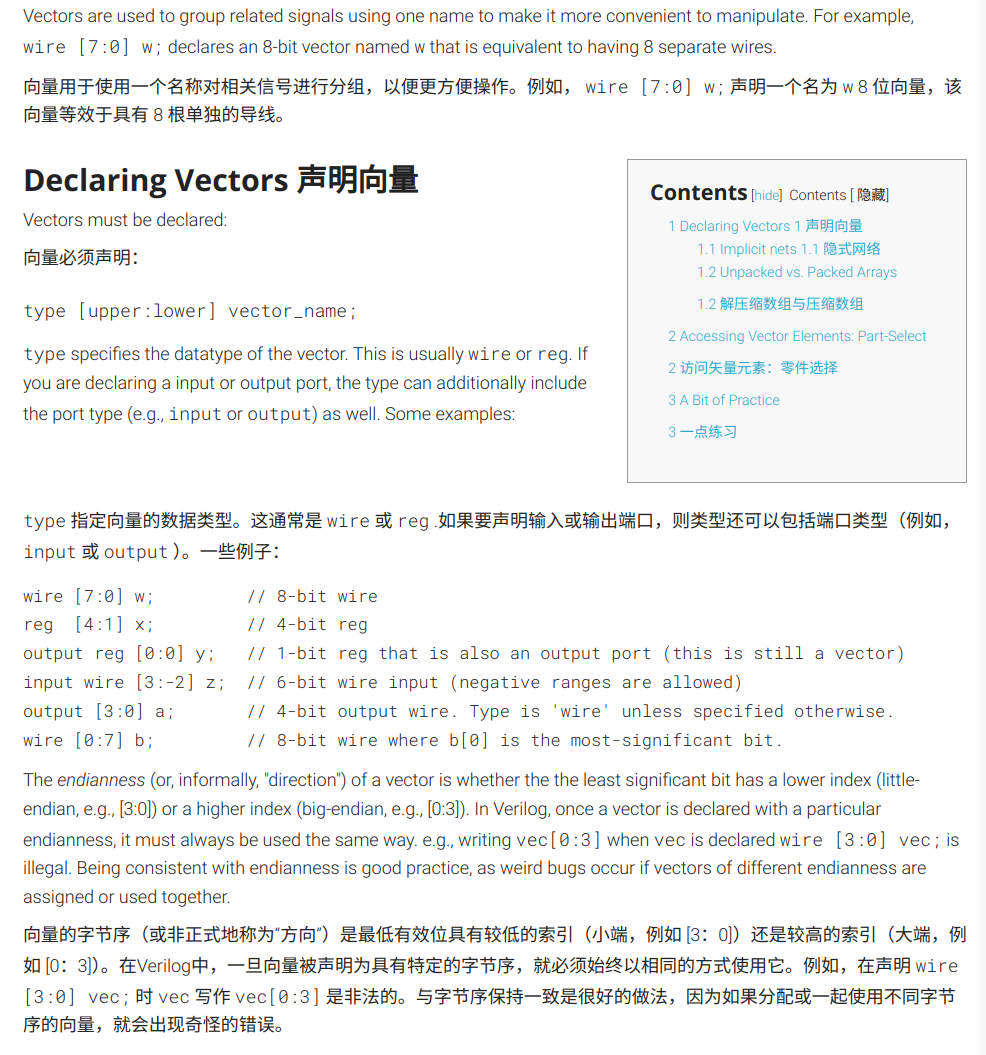 Vectors are used to group related signals using one name to make it more convenient to manipulate. For example,
wire [7:0] w; declares an 8-bit vector named w that is equivalent to having 8 separate wires.
向量用于使用一个名称对相关信号进行分组，以便更方便操作。例如， wire [7:0] w; 声明一个名为 w 8 位向量，该
向量等效于具有 8 根单独的导线。
Declaring Vectors 声明向量
Vectors must be declared:
向量必须声明：
type [upper:lower] vector_name;
type specifies the datatype of the vector. This is usually wire or reg. If
you are declaring a input or output port, the type can additionally include
the port type (e.g., input or output) as well. Some examples:
Contents [hide] Contents [ 隐藏]
1 Declaring Vectors 1 声明向量
1.1 Implicit nets 1.1 隐式网络
1.2 Unpacked vs. Packed Arrays
1.2 解压缩数组与压缩数组
2 Accessing Vector Elements: Part-Select
2 访问矢量元素：零件选择
3 A Bit of Practice
3 一点练习
type 指定向量的数据类型。这通常是 wire 或 reg .如果要声明输入或输出端口，则类型还可以包括端口类型（例如，
input 或 output ）。一些例子：
wire [7:0] w; // 8-bit wire
reg [4:1] x; // 4-bit reg
output reg [0:0] y; // 1-bit reg that is also an output port (this is still a vector)
input wire [3:-2] z; // 6-bit wire input (negative ranges are allowed)
output [3:0] a; // 4-bit output wire. Type is 'wire' unless specified otherwise.
wire [0:7] b; // 8-bit wire where b[0] is the most-significant bit.
The endianness (or, informally, "direction") of a vector is whether the the least significant bit has a lower index (little-
endian, e.g., [3:0]) or a higher index (big-endian, e.g., [0:3]). In Verilog, once a vector is declared with a particular
endianness, it must always be used the same way. e.g., writing vec[0:3] when vec is declared wire [3:0] vec; is
illegal. Being consistent with endianness is good practice, as weird bugs occur if vectors of different endianness are
assigned or used together.
向量的字节序（或非正式地称为“方向”）是最低有效位具有较低的索引（小端，例如 [3：0]）还是较高的索引（大端，例
如 [0：3]）。在Verilog中，一旦向量被声明为具有特定的字节序，就必须始终以相同的方式使用它。例如，在声明 wire
[3:0] vec; 时 vec 写作 vec[0:3] 是非法的。与字节序保持一致是很好的做法，因为如果分配或一起使用不同字节
序的向量，就会出现奇怪的错误。